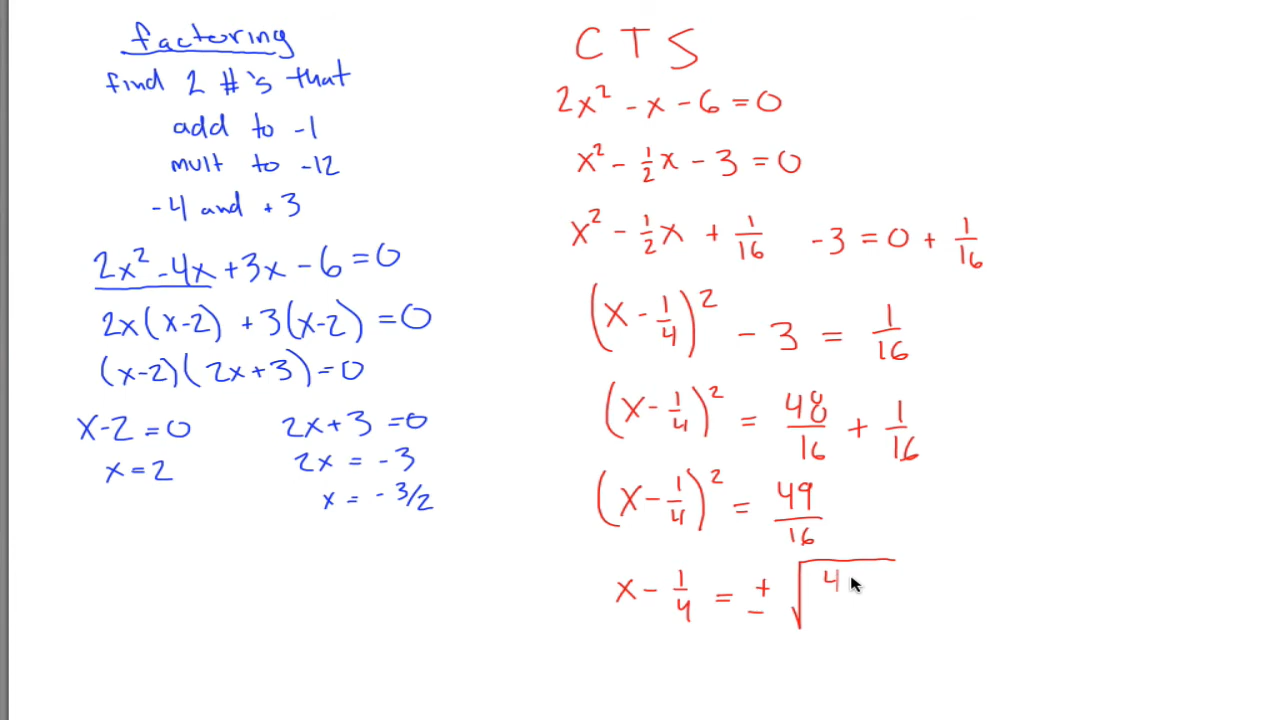 factoring
find 2 #'s that
add to -1
mult to -12
-4 and +3
2x² -4x +3x -6 = 0
2x(x-2) +3(x-2) = 0
(x-2)(2x+3) = 0
x-2 = 0
x = 2
2x+3 = 0
2x = -3
x = -3/2
C T S
2x² - x - 6 = 0
x² - 1/2 x - 3 = 0
x² - 1/2 x + 1/16 -3 = 0 + 1/16
(x - 1/4)² - 3 = 1/16
(x - 1/4)² = 48/16 + 1/16
(x - 1/4)² = 49/16
x - 1/4 = ± √4